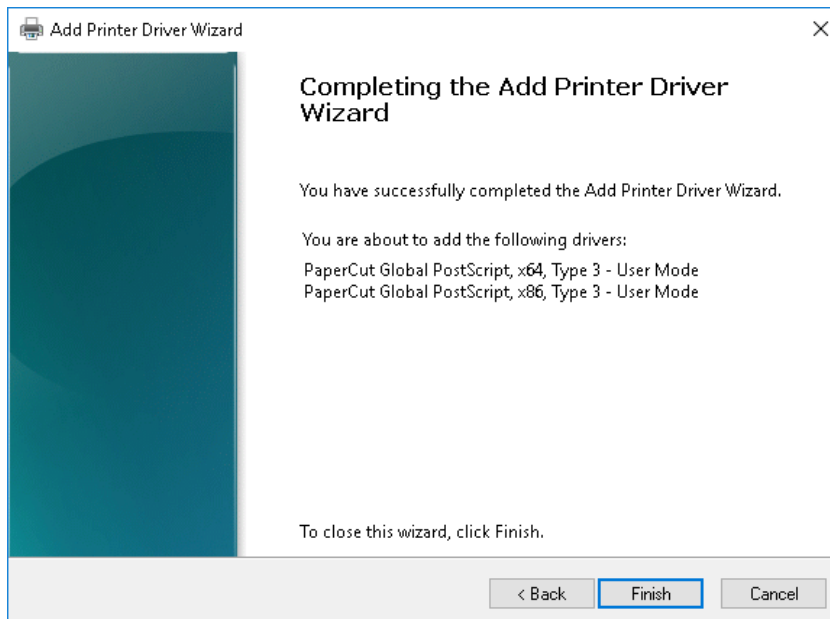 Add Printer Driver Wizard
Completing the Add Printer Driver
Wizard
You have successfully completed the Add Printer Driver Wizard.
You are about to add the following drivers:
PaperCut Global PostScript, x64, Type 3 - User Mode
PaperCut Global PostScript, x86, Type 3 - User Mode
To close this wizard, click Finish.
< Back Finish Cancel